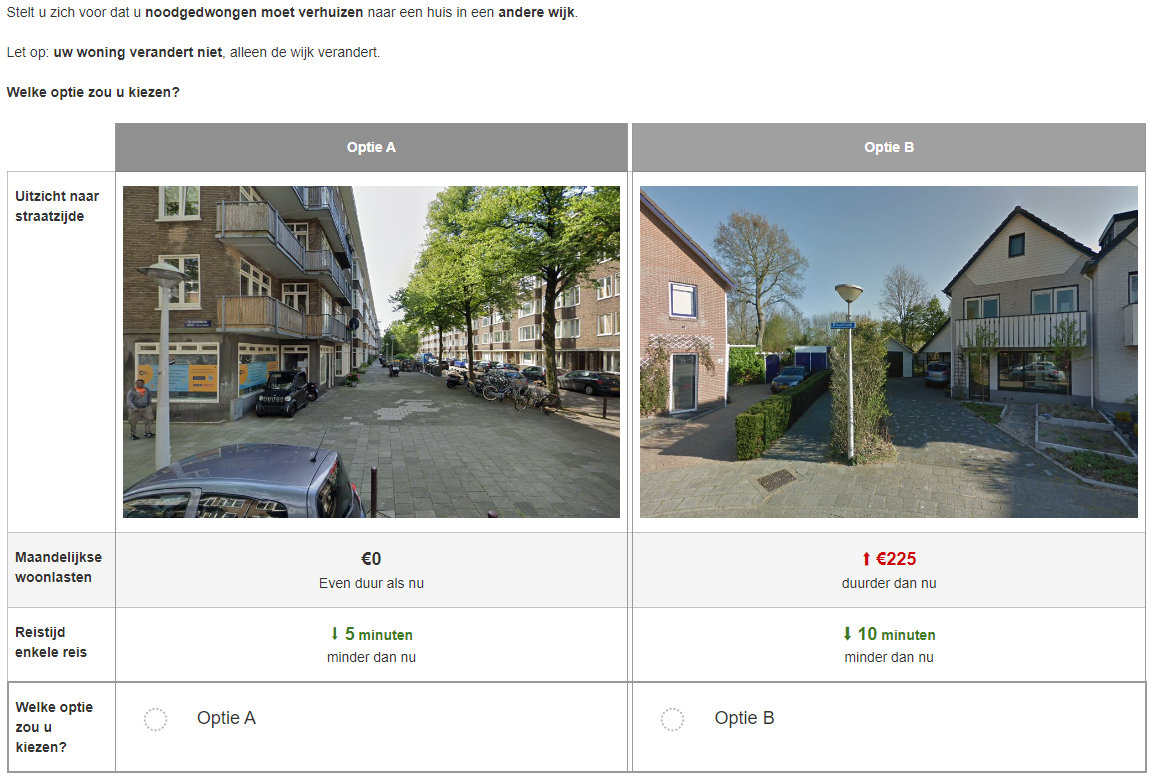 Stelt u zich voor dat u noodgedwongen moet verhuizen naar een huis in een andere wijk.
Let op: uw woning verandert niet, alleen de wijk verandert.
Welke optie zou u kiezen?
Optie A
Optie B
Uitzicht naar
straatzijde
Maandelijkse
woonlasten
€0
Even duur als nu
⬆ €225
duurder dan nu
Reistijd
enkele reis
⬇ 5 minuten
minder dan nu
⬇ 10 minuten
minder dan nu
Welke optie
zou u
kiezen?
Optie A
Optie B